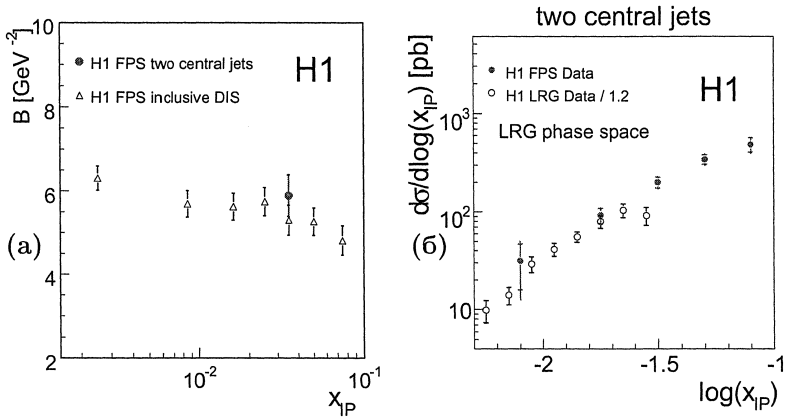 10
8
6
4
2
B [GeV⁻²]
H1 FPS two central jets
H1 FPS inclusive DIS
H1
(а)
10⁻²
10⁻¹
x_IP
two central jets
dσ/dlog(x_IP) [pb]
H1 FPS Data
H1 LRG Data / 1.2
H1
LRG phase space
10³
10²
10
(б)
-2
-1.5
-1
log(x_IP)